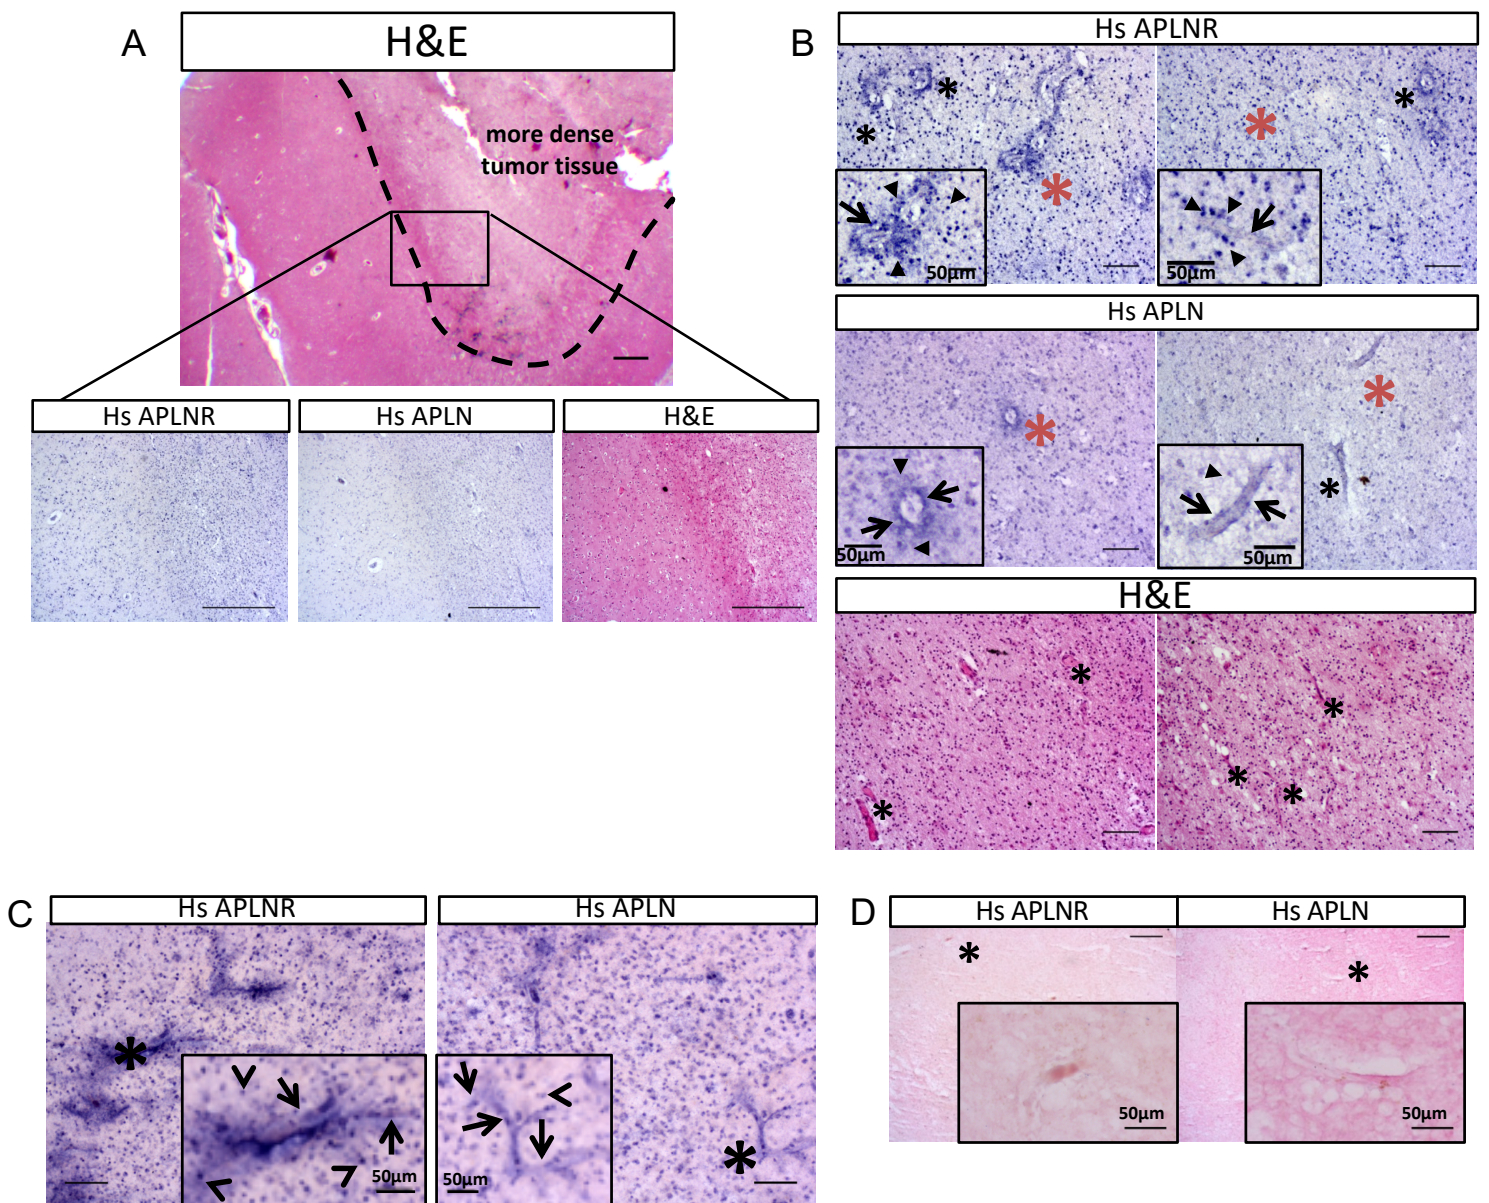 A
H&E
more dense
tumor tissue
Hs APLNR
Hs APLN
H&E
B
Hs APLNR
50μm
50μm
Hs APLN
50μm
50μm
H&E
C
Hs APLNR
50μm
Hs APLN
50μm
D
Hs APLNR
50μm
Hs APLN
50μm